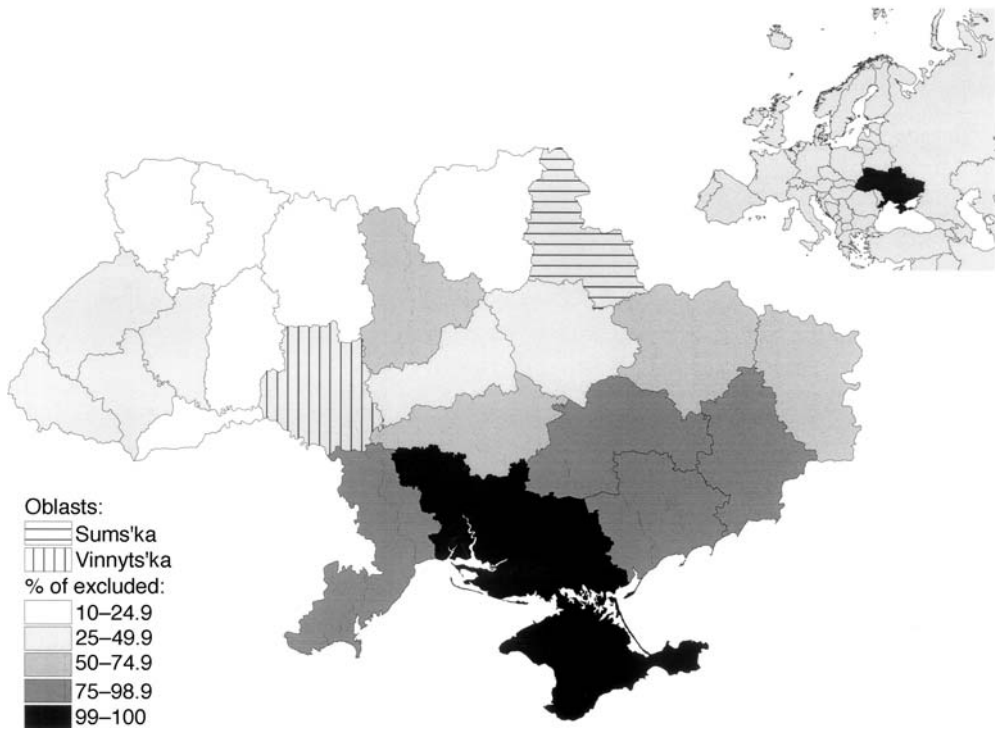 Oblasts:
Sums'ka
Vinnyts'ka
% of excluded:
10–24.9
25–49.9
50–74.9
75–98.9
99–100